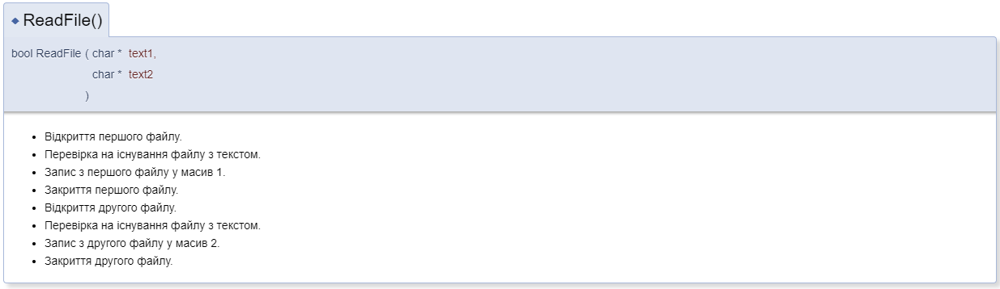 ReadFile()
bool ReadFile ( char * text1,
char * text2
)
Відкриття першого файлу.
Перевірка на існування файлу з текстом.
Запис з першого файлу у масив 1.
Закриття першого файлу.
Відкриття другого файлу.
Перевірка на існування файлу з текстом.
Запис з другого файлу у масив 2.
Закриття другого файлу.